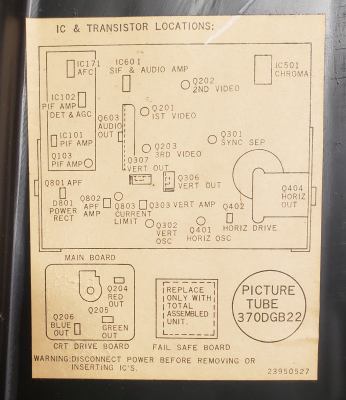 IC & TRANSISTOR LOCATIONS;
IC171
AFC
IC601
SIF & AUDIO AMP
IC501
CHROMA
Q202
2ND VIDEO
IC102
PIF AMP
DET & AGC
Q603
AUDIO
OUT
Q201
1ST VIDEO
IC101
PIF AMP
Q103
PIF AMP
Q203
3RD VIDEO
Q301
SYNC SEP
Q307
VERT OUT
Q306
VERT OUT
Q801 APF
D801
POWER
RECT
Q802
APF
AMP
Q803
CURRENT
LIMIT
Q303 VERT AMP
Q302
VERT
OSC
Q401
HORIZ OSC
Q402
HORIZ DRIVE
Q404
HORIZ
OUT
MAIN BOARD
Q204
RED
OUT
Q205
GREEN
OUT
Q206
BLUE
OUT
CRT DRIVE BOARD
REPLACE
ONLY WITH
TOTAL
ASSEMBLED
UNIT.
FAIL SAFE BOARD
PICTURE
TUBE
370DGB22
WARNING:DISCONNECT POWER BEFORE REMOVING OR
INSERTING IC'S.
23950527